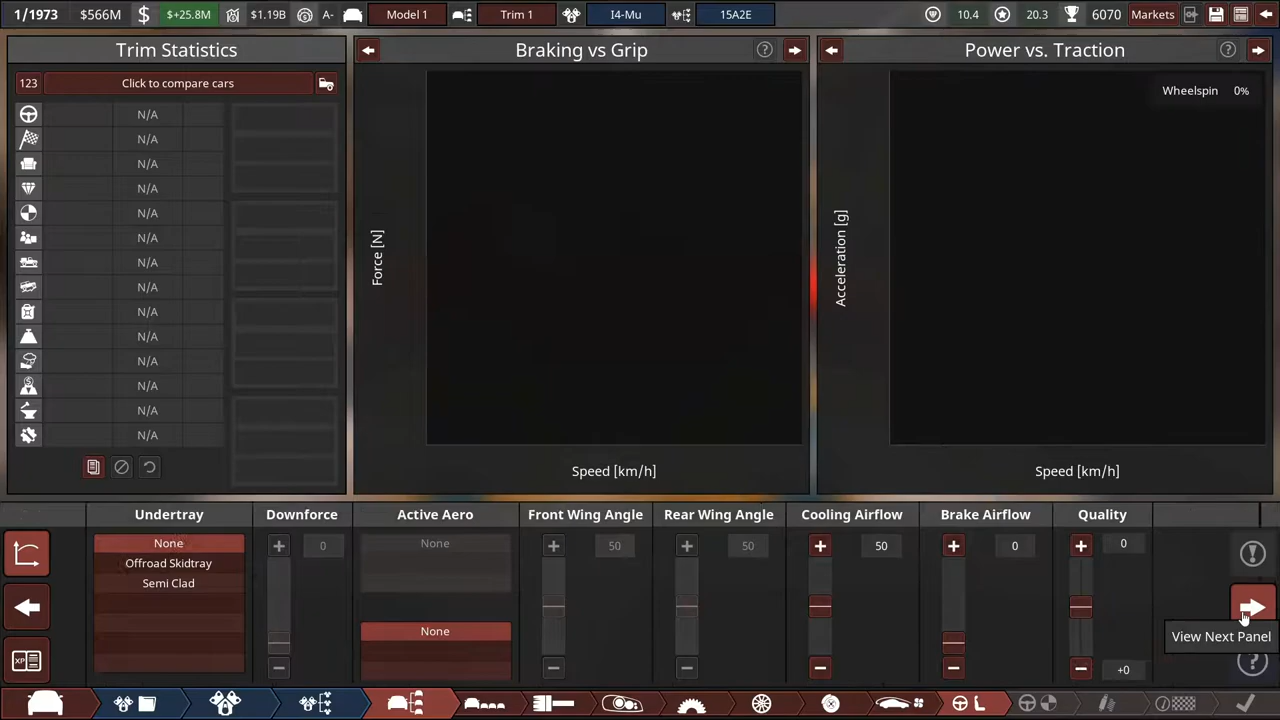 1/1973 $566M $+25.8M $1.19B A- Model 1 Trim 1 I4-Mu 15A2E 10.4 20.3 6070 Markets
Trim Statistics
123 Click to compare cars
N/A
N/A
N/A
N/A
N/A
N/A
N/A
N/A
N/A
N/A
N/A
N/A
N/A
N/A
Braking vs Grip ?
Force [N]
Speed [km/h]
Power vs. Traction ?
Wheelspin 0%
Acceleration [g]
Speed [km/h]
Undertray
None
Offroad Skidtray
Semi Clad
Downforce
+ 0
Active Aero
None
None
Front Wing Angle
+ 50
Rear Wing Angle
+ 50
Cooling Airflow
+ 50
Brake Airflow
+ 0
Quality
+ 0
+0
View Next Panel
?
XP